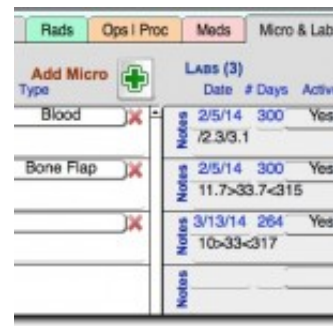 Rads Ops | Proc Meds Micro & Lab
Add Micro LABS (3)
Type Date # Days Activ
Blood Notes 2/5/14 300 Yes
/2.3/3.1
Bone Flap Notes 2/5/14 300 Yes
11.7>33.7<315
Notes 3/13/14 264 Yes
10>33<317
Notes